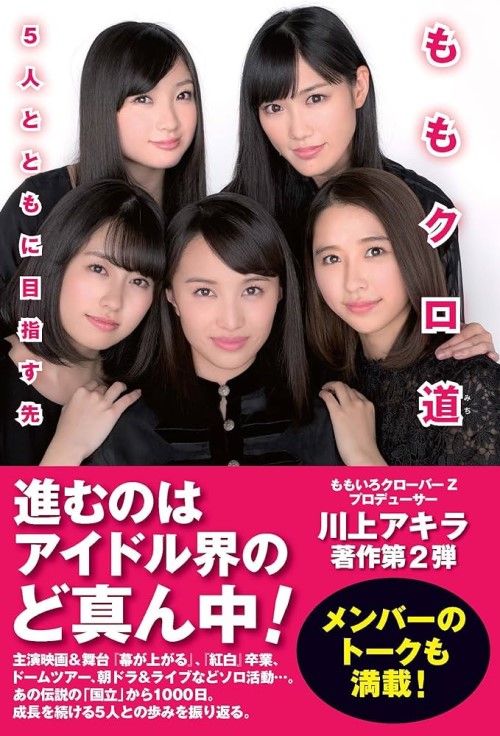 ももクロ道
みち
5人とともに目指す先
進むのは
アイドル界の
ど真ん中!
主演映画&舞台『幕が上がる』、『紅白』卒業、
ドームツアー、朝ドラ&ライブなどソロ活動…。
あの伝説の「国立」から1000日。
成長を続ける5人との歩みを振り返る。
ももいろクローバーZ
プロデューサー
川上アキラ
著作第2弾
メンバーの
トークも
満載!